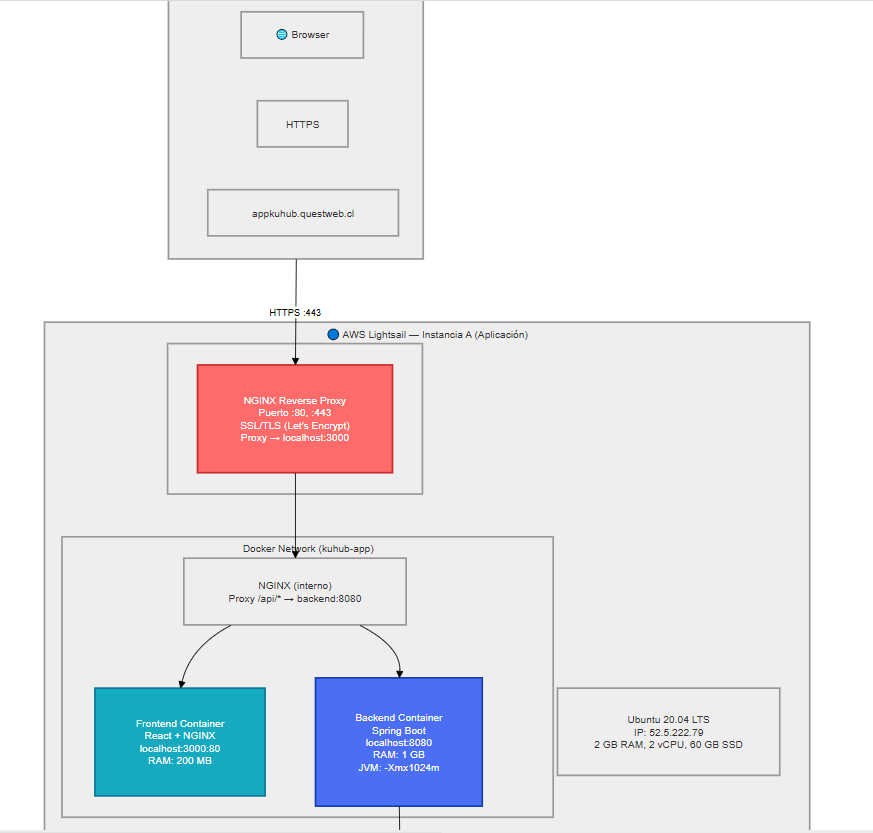 Browser
HTTPS
appkuhub.questweb.cl
HTTPS :443
AWS Lightsail — Instancia A (Aplicación)
NGINX Reverse Proxy
Puerto :80, :443
SSL/TLS (Let's Encrypt)
Proxy → localhost:3000
Docker Network (kuhub-app)
NGINX (interno)
Proxy /api/* → backend:8080
Frontend Container
React + NGINX
localhost:3000:80
RAM: 200 MB
Backend Container
Spring Boot
localhost:8080
RAM: 1 GB
JVM: -Xmx1024m
Ubuntu 20.04 LTS
IP: 52.5.222.79
2 GB RAM, 2 vCPU, 60 GB SSD